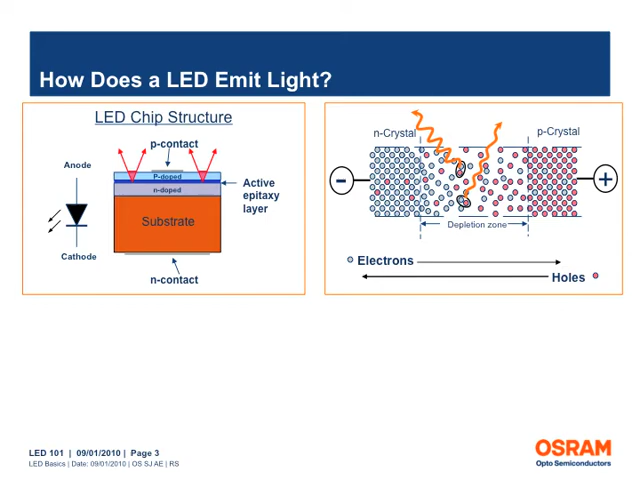 How Does a LED Emit Light?
LED Chip Structure
p-contact
Anode
P-doped
n-doped
Active
epitaxy
layer
Substrate
Cathode
n-contact
n-Crystal
p-Crystal
-
+
Depletion zone
Electrons
Holes
LED 101 | 09/01/2010 | Page 3
LED Basics | Date: 09/01/2010 | OS SJ AE | RS
OSRAM
Opto Semiconductors